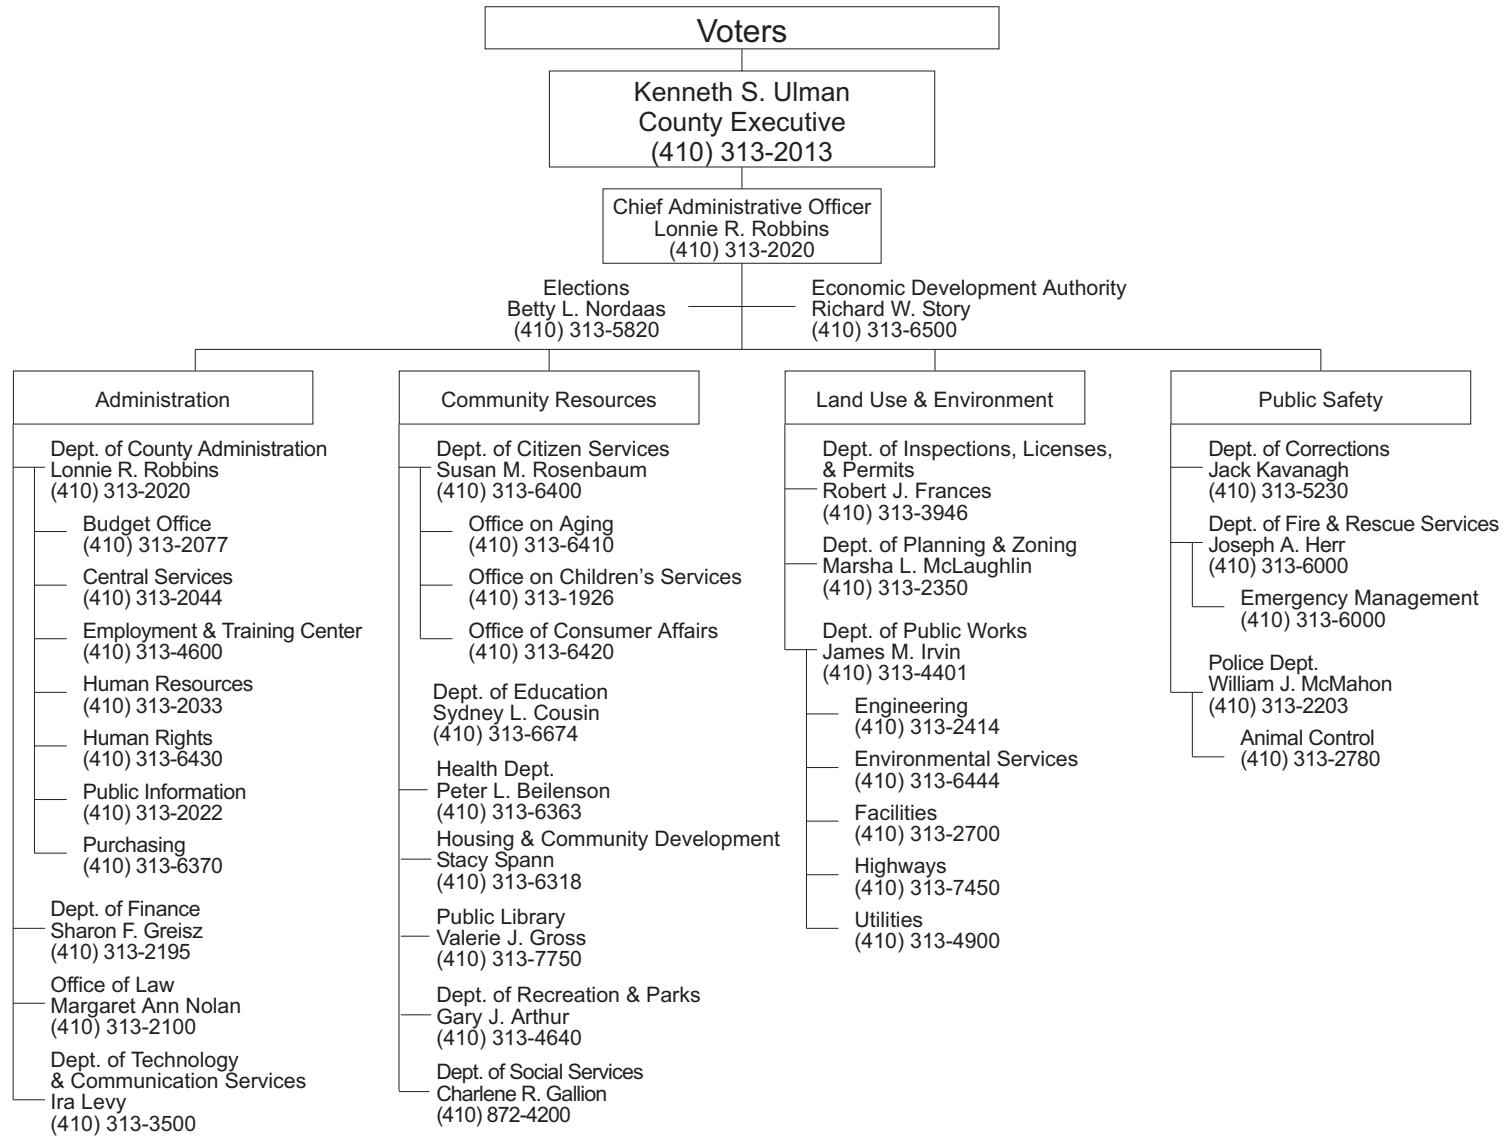 Voters
Kenneth S. Ulman
County Executive
(410) 313-2013
Chief Administrative Officer
Lonnie R. Robbins
(410) 313-2020
Elections
Betty L. Nordaas
(410) 313-5820
Economic Development Authority
Richard W. Story
(410) 313-6500
Administration
Dept. of County Administration
Lonnie R. Robbins
(410) 313-2020
Budget Office
(410) 313-2077
Central Services
(410) 313-2044
Employment & Training Center
(410) 313-4600
Human Resources
(410) 313-2033
Human Rights
(410) 313-6430
Public Information
(410) 313-2022
Purchasing
(410) 313-6370
Dept. of Finance
Sharon F. Greisz
(410) 313-2195
Office of Law
Margaret Ann Nolan
(410) 313-2100
Dept. of Technology
& Communication Services
Ira Levy
(410) 313-3500
Community Resources
Dept. of Citizen Services
Susan M. Rosenbaum
(410) 313-6400
Office on Aging
(410) 313-6410
Office on Children’s Services
(410) 313-1926
Office of Consumer Affairs
(410) 313-6420
Dept. of Education
Sydney L. Cousin
(410) 313-6674
Health Dept.
Peter L. Beilenson
(410) 313-6363
Housing & Community Development
Stacy Spann
(410) 313-6318
Public Library
Valerie J. Gross
(410) 313-7750
Dept. of Recreation & Parks
Gary J. Arthur
(410) 313-4640
Dept. of Social Services
Charlene R. Gallion
(410) 872-4200
Land Use & Environment
Dept. of Inspections, Licenses,
& Permits
Robert J. Frances
(410) 313-3946
Dept. of Planning & Zoning
Marsha L. McLaughlin
(410) 313-2350
Dept. of Public Works
James M. Irvin
(410) 313-4401
Engineering
(410) 313-2414
Environmental Services
(410) 313-6444
Facilities
(410) 313-2700
Highways
(410) 313-7450
Utilities
(410) 313-4900
Public Safety
Dept. of Corrections
Jack Kavanagh
(410) 313-5230
Dept. of Fire & Rescue Services
Joseph A. Herr
(410) 313-6000
Emergency Management
(410) 313-6000
Police Dept.
William J. McMahon
(410) 313-2203
Animal Control
(410) 313-2780